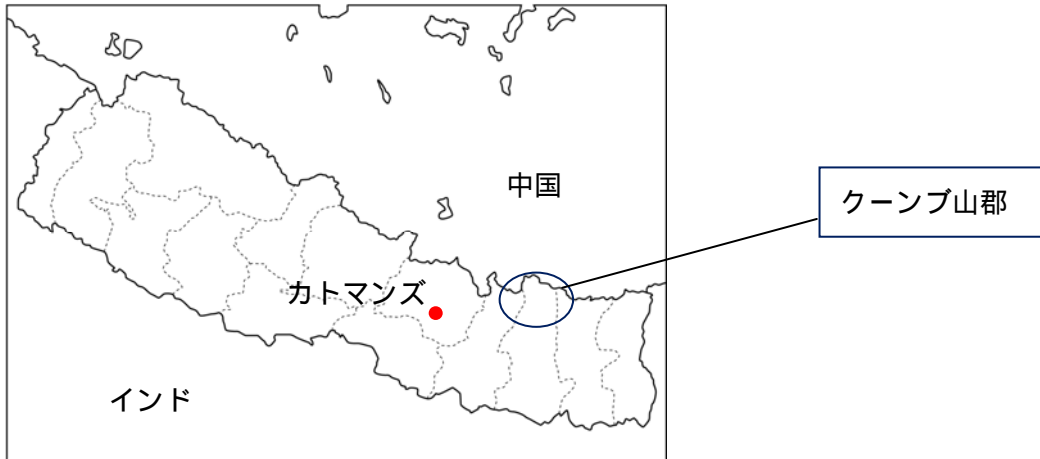 中国
クーンブ山郡
カトマンズ
インド